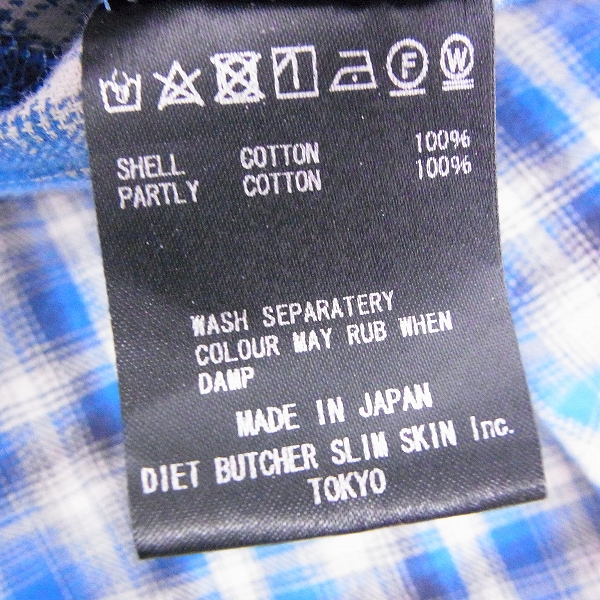 F W
SHELL COTTON 100%
PARTLY COTTON 100%
WASH SEPARATERY
COLOUR MAY RUB WHEN
DAMP
MADE IN JAPAN
DIET BUTCHER SLIM SKIN Inc.
TOKYO